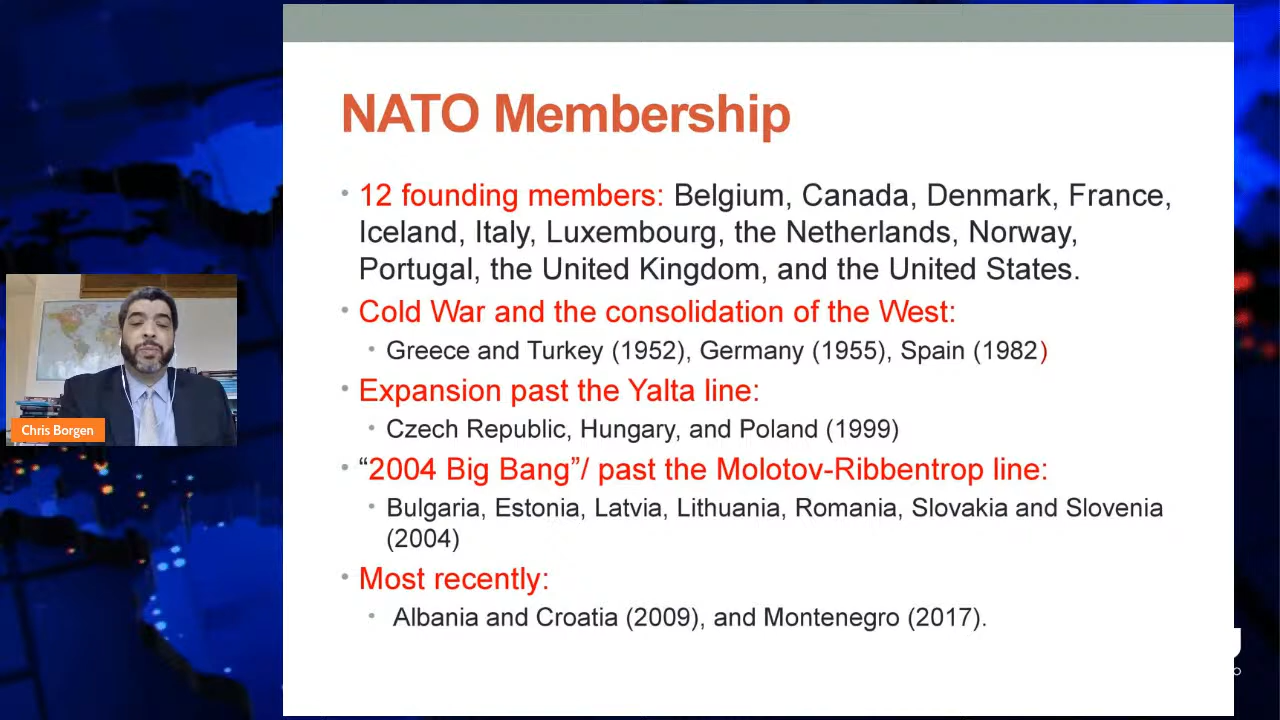 NATO Membership
• 12 founding members: Belgium, Canada, Denmark, France,
Iceland, Italy, Luxembourg, the Netherlands, Norway,
Portugal, the United Kingdom, and the United States.
• Cold War and the consolidation of the West:
• Greece and Turkey (1952), Germany (1955), Spain (1982)
• Expansion past the Yalta line:
• Czech Republic, Hungary, and Poland (1999)
• “2004 Big Bang”/ past the Molotov-Ribbentrop line:
• Bulgaria, Estonia, Latvia, Lithuania, Romania, Slovakia and Slovenia
(2004)
• Most recently:
• Albania and Croatia (2009), and Montenegro (2017).
Chris Borgen